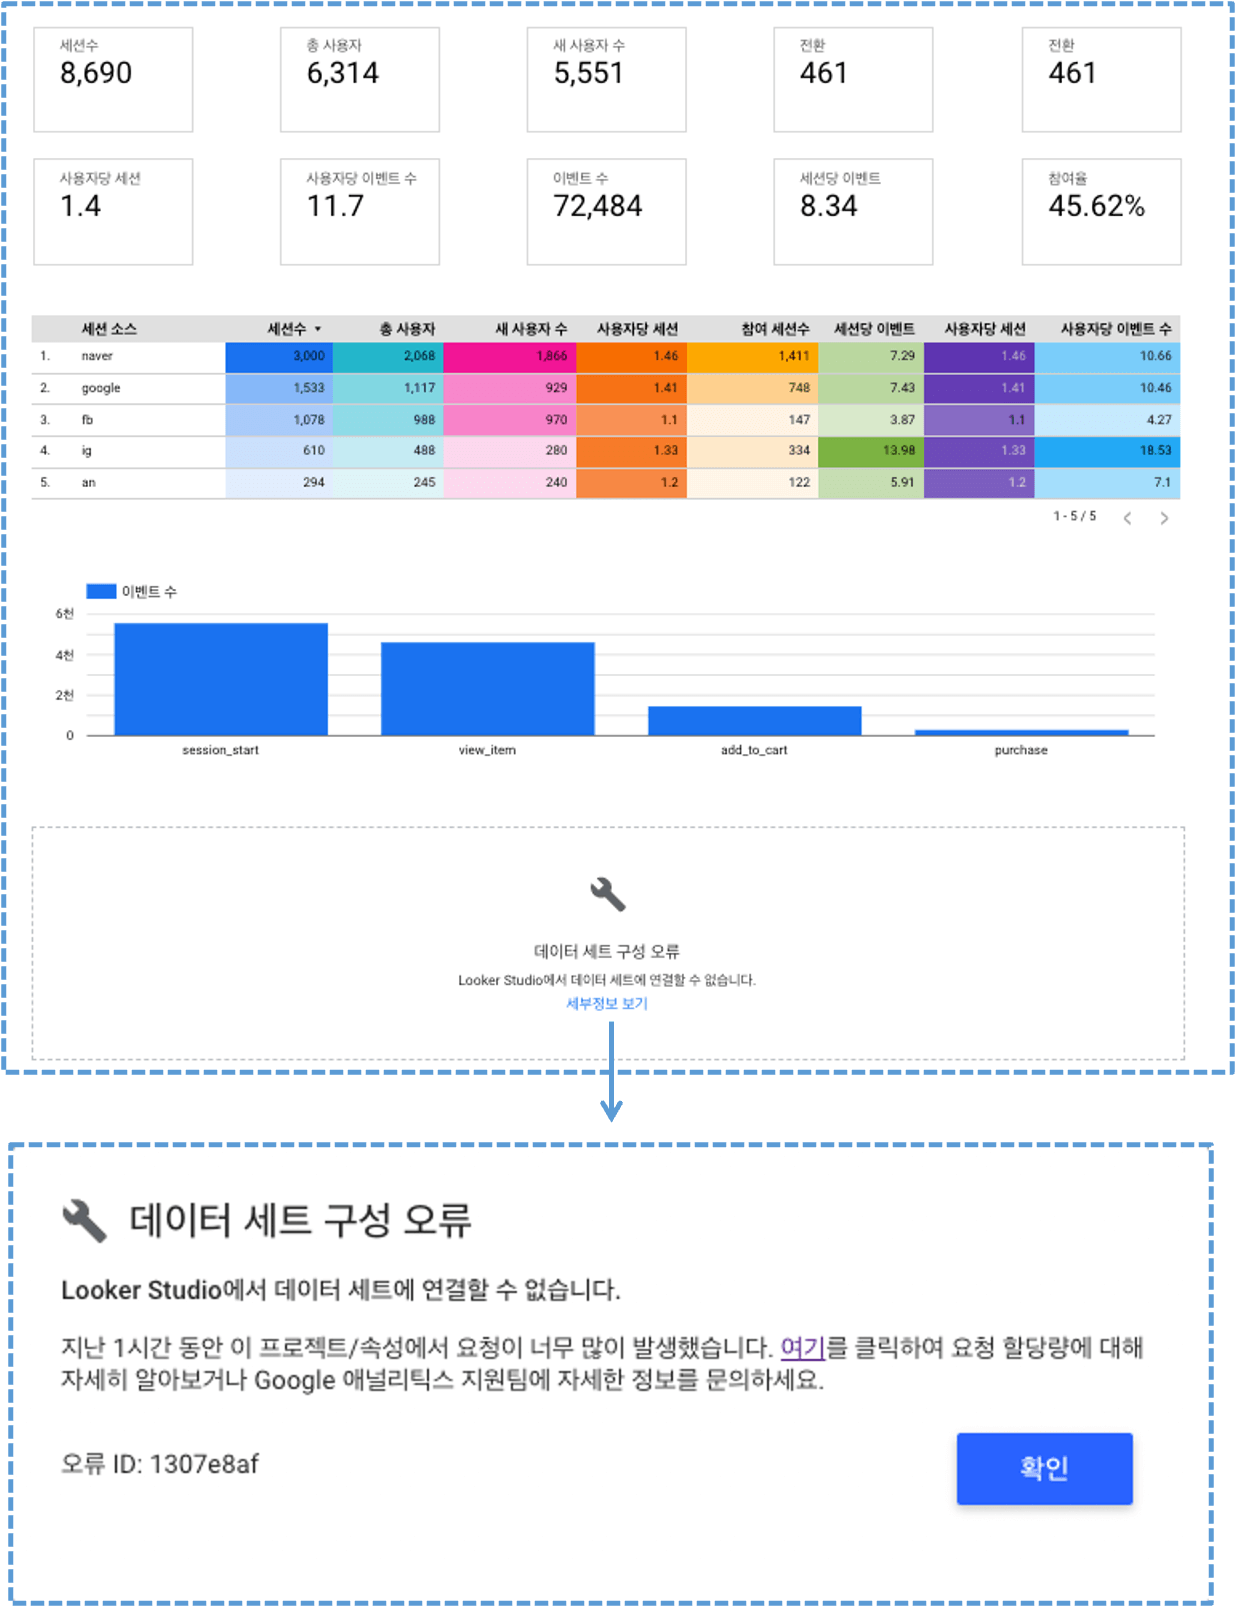 세션수
8,690
총 사용자
6,314
새 사용자 수
5,551
전환
461
전환
461
사용자당 세션
1.4
사용자당 이벤트 수
11.7
이벤트 수
72,484
세션당 이벤트
8.34
참여율
45.62%
세션 소스 세션수 ▼ 총 사용자 새 사용자 수 사용자당 세션 참여 세션수 세션당 이벤트 사용자당 세션 사용자당 이벤트 수
1. naver 3,000 2,068 1,866 1.46 1,411 7.29 1.46 10.66
2. google 1,533 1,117 929 1.41 748 7.43 1.41 10.46
3. fb 1,078 988 970 1.1 147 3.87 1.1 4.27
4. ig 610 488 280 1.33 334 13.98 1.33 18.53
5. an 294 245 240 1.2 122 5.91 1.2 7.1
1 - 5 / 5 < >
이벤트 수
6천
4천
2천
0
session_start view_item add_to_cart purchase
데이터 세트 구성 오류
Looker Studio에서 데이터 세트에 연결할 수 없습니다.
세부정보 보기
데이터 세트 구성 오류
Looker Studio에서 데이터 세트에 연결할 수 없습니다.
지난 1시간 동안 이 프로젝트/속성에서 요청이 너무 많이 발생했습니다. 여기를 클릭하여 요청 할당량에 대해
자세히 알아보거나 Google 애널리틱스 지원팀에 자세한 정보를 문의하세요.
오류 ID: 1307e8af
확인